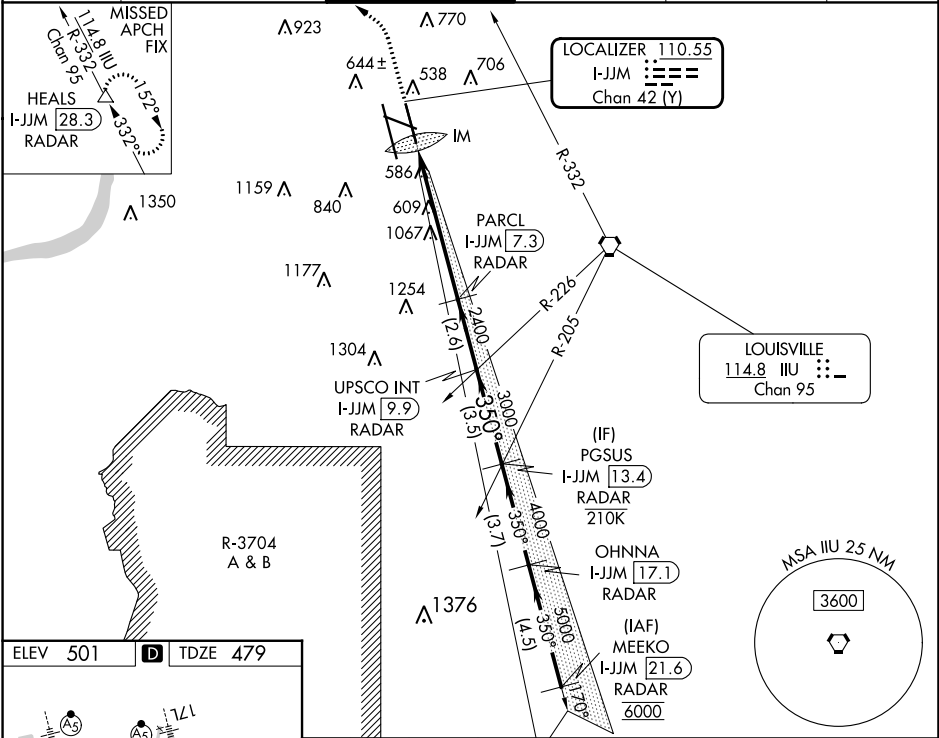 MISSED
APCH
FIX
114.8 IIU
R-332
Chan 95
HEALS
I-JJM 28.3
RADAR
152°
332°
923
770
644±
538
706
LOCALIZER 110.55
I-JJM
Chan 42 (Y)
IM
R-332
1350
1159
840
586
609
1067
PARCL
I-JJM 7.3
RADAR
1177
1254
R-226
R-205
2400
(2.6)
1304
LOUISVILLE
114.8 IIU
Chan 95
UPSCO INT
I-JJM 9.9
RADAR
350°
3000
(3.5)
(IF)
PGSUS
I-JJM 13.4
RADAR
210K
350°
4000
(3.7)
R-3704
A & B
OHNNA
I-JJM 17.1
RADAR
1376
350°
5000
(4.5)
(IAF)
MEEKO
I-JJM 21.6
RADAR
6000
170°
MSA IIU 25 NM
3600
ELEV 501 D TDZE 479
A5
A5
17L